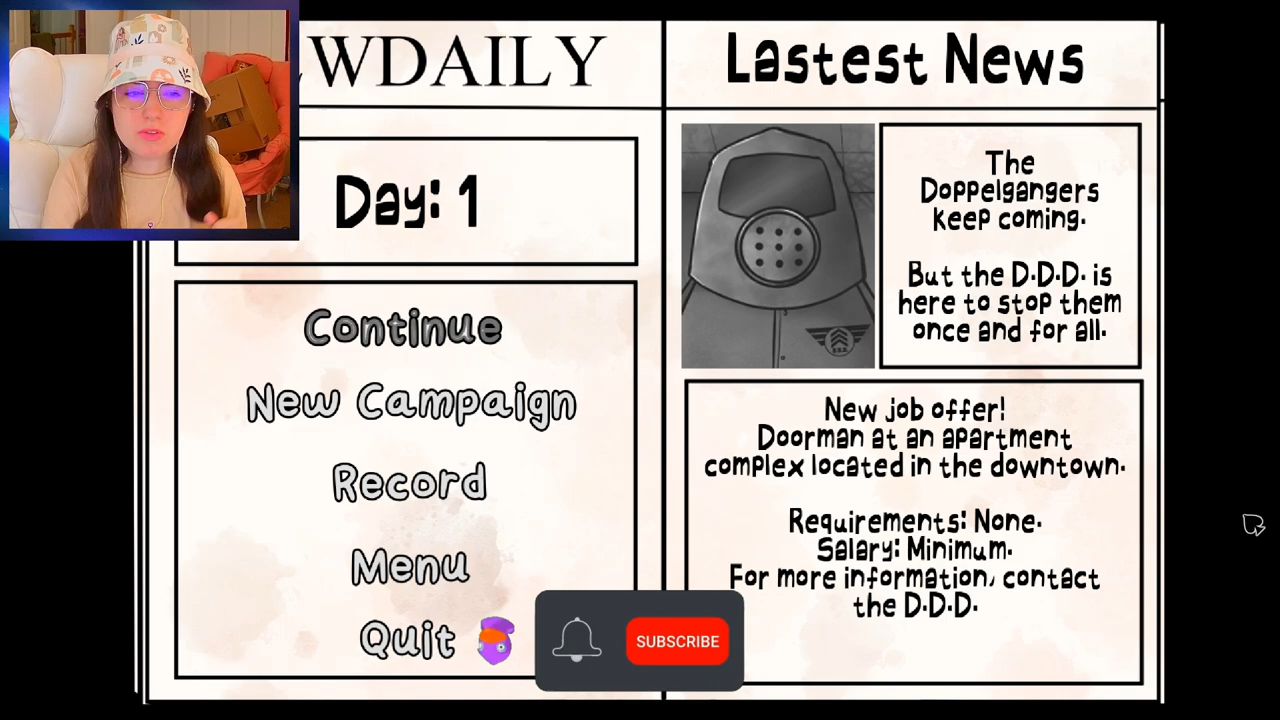 WDAILY
Lastest News
Day: 1
Continue
New Campaign
Record
Menu
Quit
The
Doppelgangers
keep coming.
But the D.D.D. is
here to stop them
once and for all.
New job offer!
Doorman at an apartment
complex located in the downtown.
Requirements: None.
Salary: Minimum.
For more information, contact
the D.D.D.
SUBSCRIBE